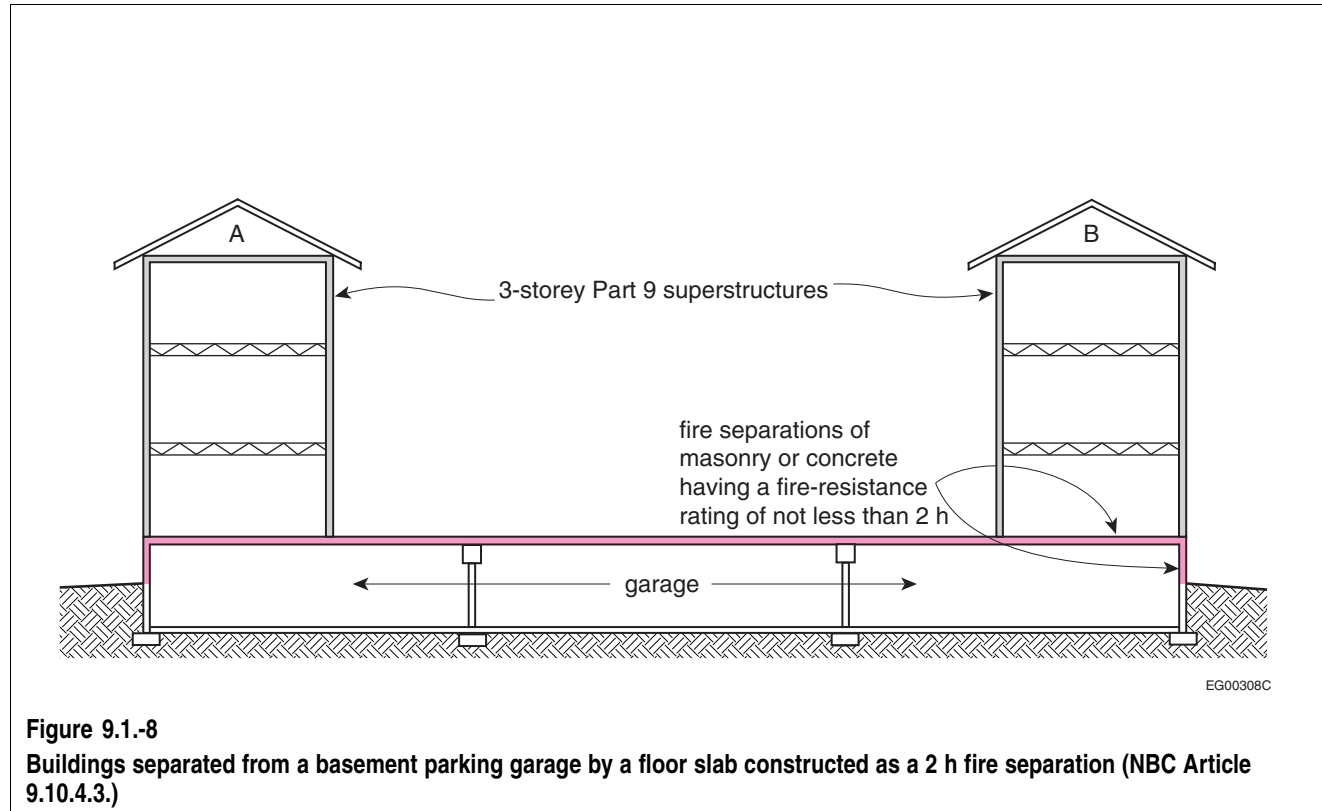 A
B
3-storey Part 9 superstructures
fire separations of
masonry or concrete
having a fire-resistance
rating of not less than 2 h
garage
EG00308C
Figure 9.1.-8
Buildings separated from a basement parking garage by a floor slab constructed as a 2 h fire separation (NBC Article
9.10.4.3.)